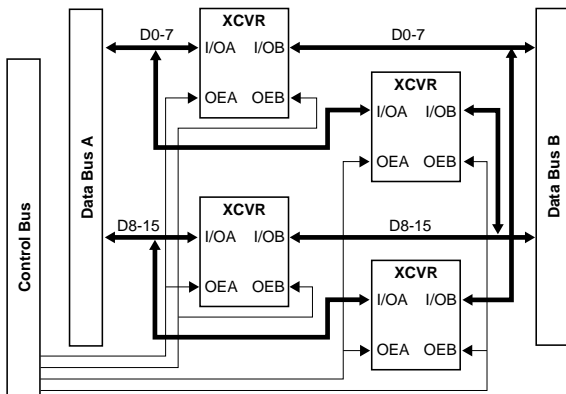 XCVR
D0-7
D0-7
I/OA I/OB
OEA OEB
XCVR
I/OA I/OB
OEA OEB
Control Bus
Data Bus A
Data Bus B
XCVR
D8-15
D8-15
I/OA I/OB
OEA OEB
XCVR
I/OA I/OB
OEA OEB